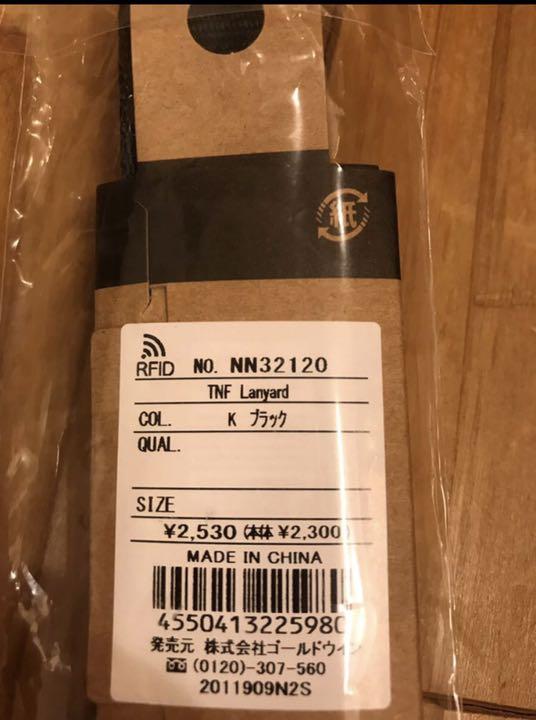 紙
RFID NO. NN32120
TNF Lanyard
COL. K ブラック
QUAL.
SIZE
¥2,530 (本体 ¥2,300)
MADE IN CHINA
4550413225980
発売元 株式会社ゴールドウイン
(0120)-307-560
2011909N2S